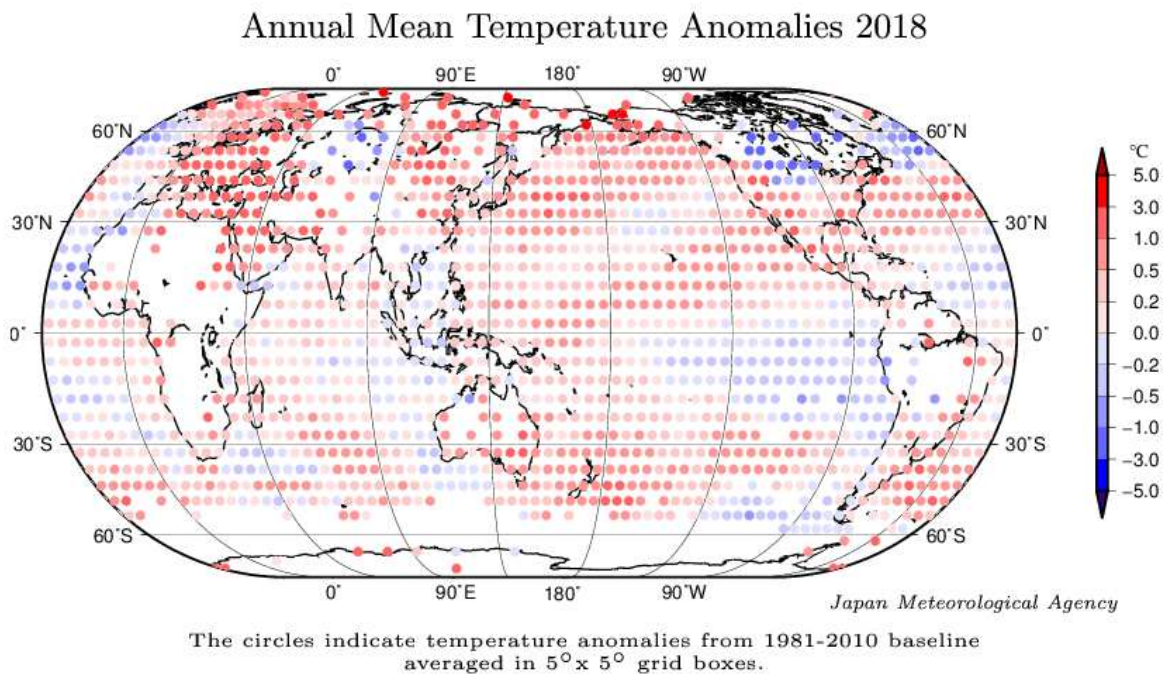 Annual Mean Temperature Anomalies 2018
0° 90°E 180° 90°W
60°N 60°N
℃
5.0
3.0
30°N 30°N
1.0
0.5
0.2
0° 0°
0.0
−0.2
−0.5
30°S 30°S
−1.0
−3.0
−5.0
60°S 60°S
0° 90°E 180° 90°W
Japan Meteorological Agency
The circles indicate temperature anomalies from 1981-2010 baseline
averaged in 5°x 5° grid boxes.